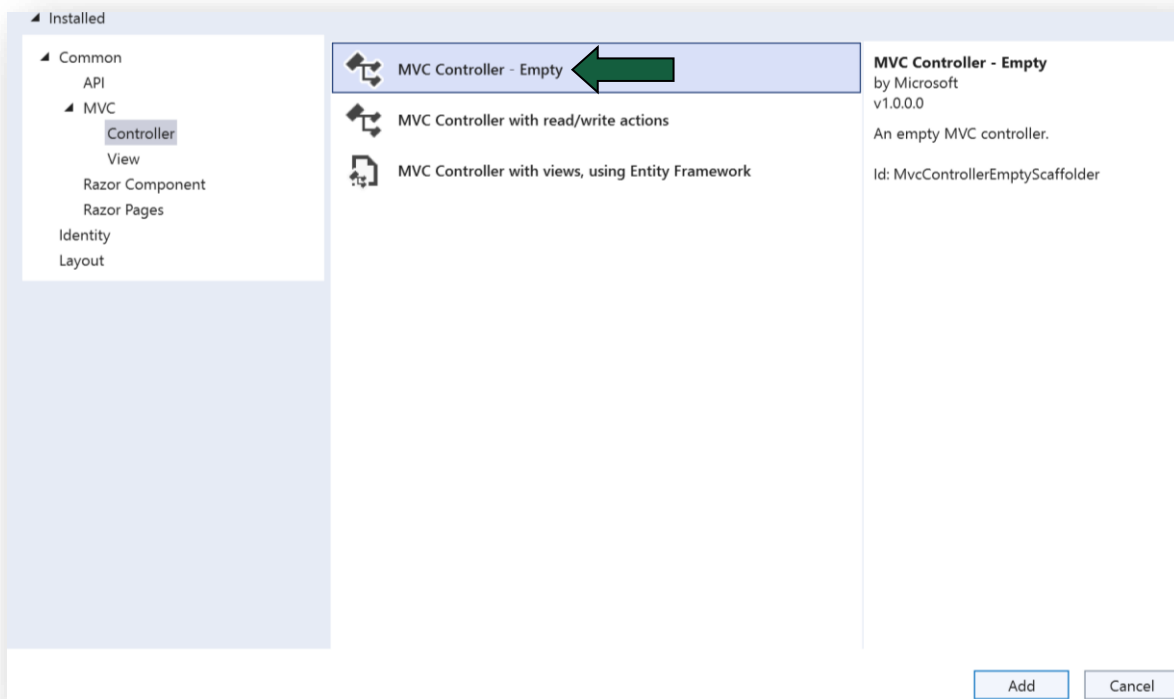 Installed
Common
API
MVC
Controller
View
Razor Component
Razor Pages
Identity
Layout
MVC Controller - Empty
MVC Controller with read/write actions
MVC Controller with views, using Entity Framework
MVC Controller - Empty
by Microsoft
v1.0.0.0
An empty MVC controller.
Id: MvcControllerEmptyScaffolder
Add
Cancel